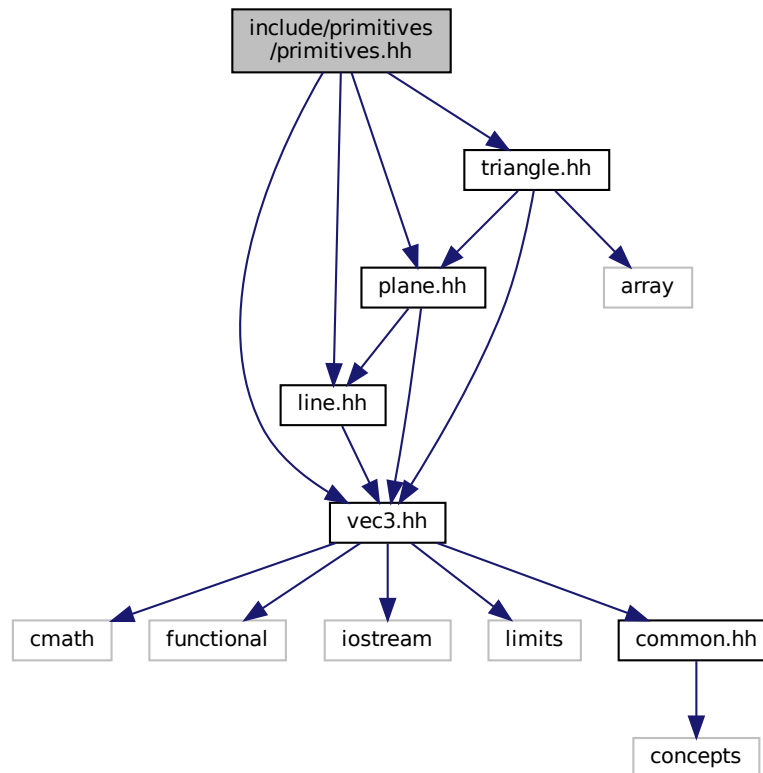 include/primitives
/primitives.hh
triangle.hh
plane.hh
array
line.hh
vec3.hh
cmath
functional
iostream
limits
common.hh
concepts